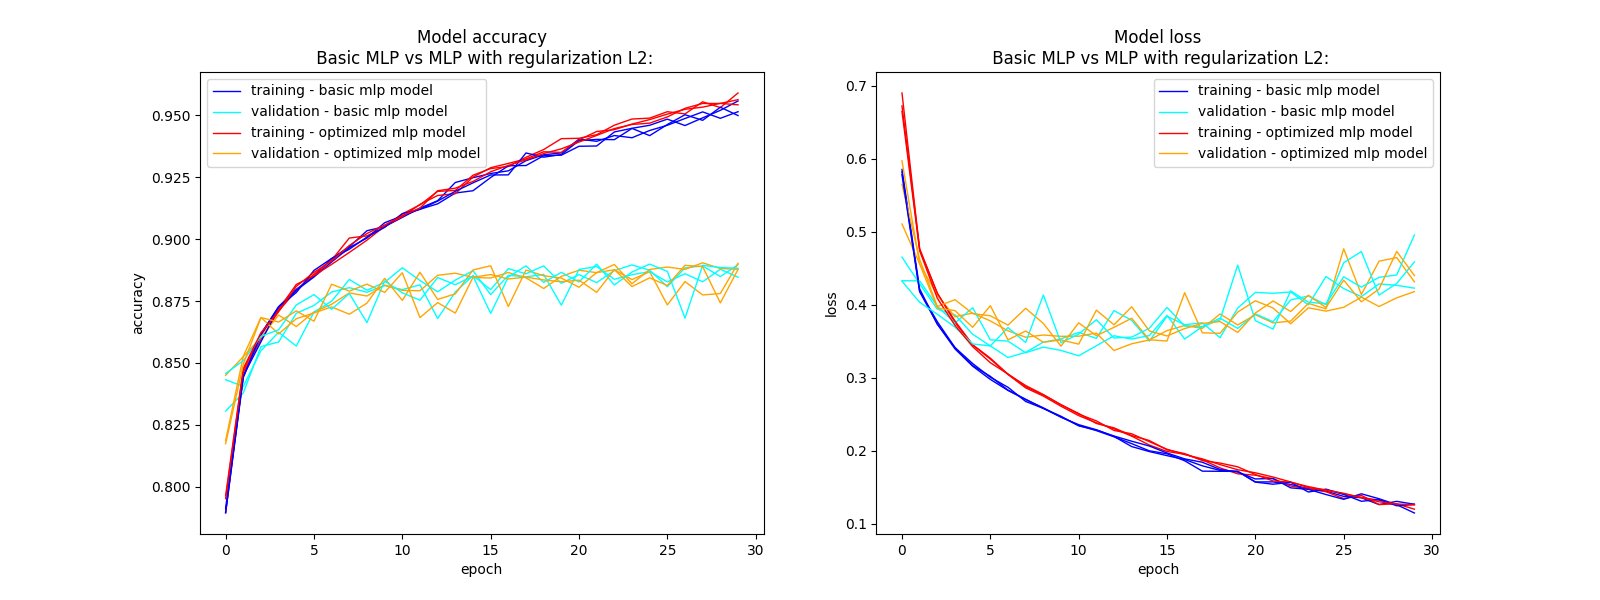 Model accuracy
Basic MLP vs MLP with regularization L2:
training - basic mlp model
validation - basic mlp model
training - optimized mlp model
validation - optimized mlp model
0.950
0.925
0.900
0.875
0.850
0.825
0.800
accuracy
0 5 10 15 20 25 30
epoch
Model loss
Basic MLP vs MLP with regularization L2:
training - basic mlp model
validation - basic mlp model
training - optimized mlp model
validation - optimized mlp model
0.7
0.6
0.5
0.4
0.3
0.2
0.1
loss
0 5 10 15 20 25 30
epoch